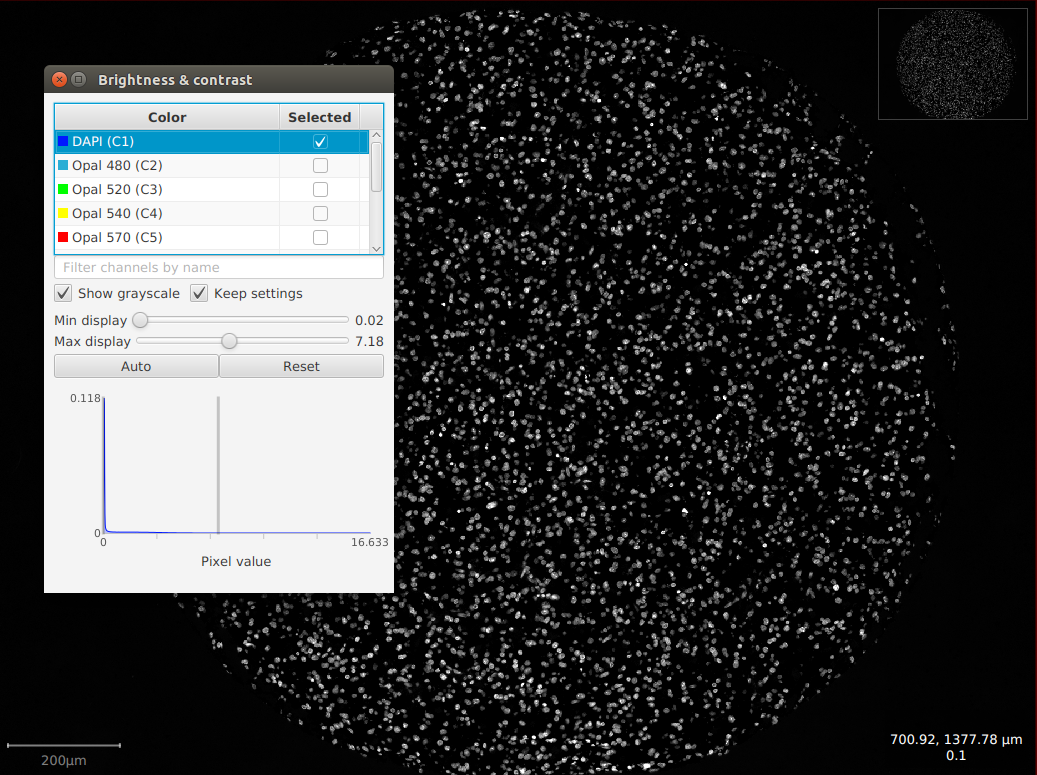 Brightness & contrast
Color Selected
DAPI (C1)
Opal 480 (C2)
Opal 520 (C3)
Opal 540 (C4)
Opal 570 (C5)
Filter channels by name
Show grayscale Keep settings
Min display 0.02
Max display 7.18
Auto Reset
0.118
0
0 16.633
Pixel value
200µm
700.92, 1377.78 µm
0.1